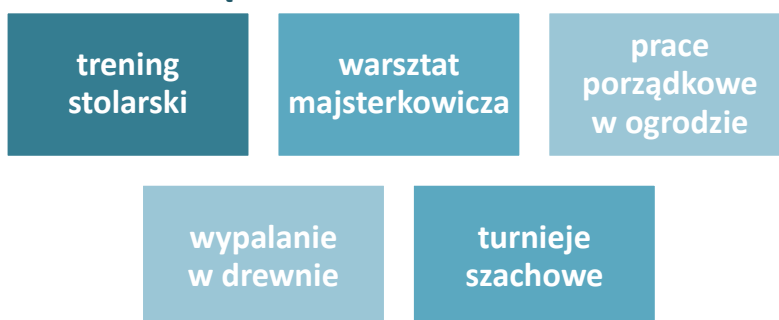 trening
stolarski
warsztat
majsterkowicza
prace
porządkowe
w ogrodzie
wypalanie
w drewnie
turnieje
szachowe